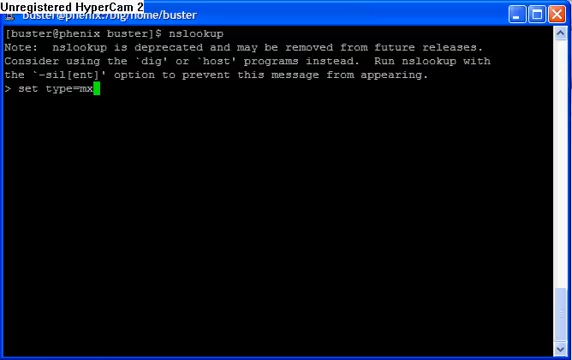 Unregistered HyperCam 2
buster@phenix:/big/home/buster
[buster@phenix buster]$ nslookup
Note:  nslookup is deprecated and may be removed from future releases.
Consider using the `dig' or `host' programs instead.  Run nslookup with
the `-sil[ent]' option to prevent this message from appearing.
> set type=mx